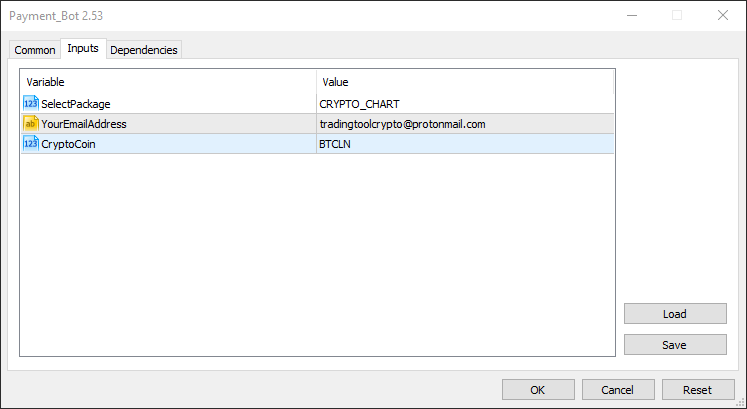 Payment_Bot 2.53
Common Inputs Dependencies
Variable Value
123 SelectPackage CRYPTO_CHART
ab YourEmailAddress tradingtoolcrypto@protonmail.com
123 CryptoCoin BTCLN
Load
Save
OK Cancel Reset